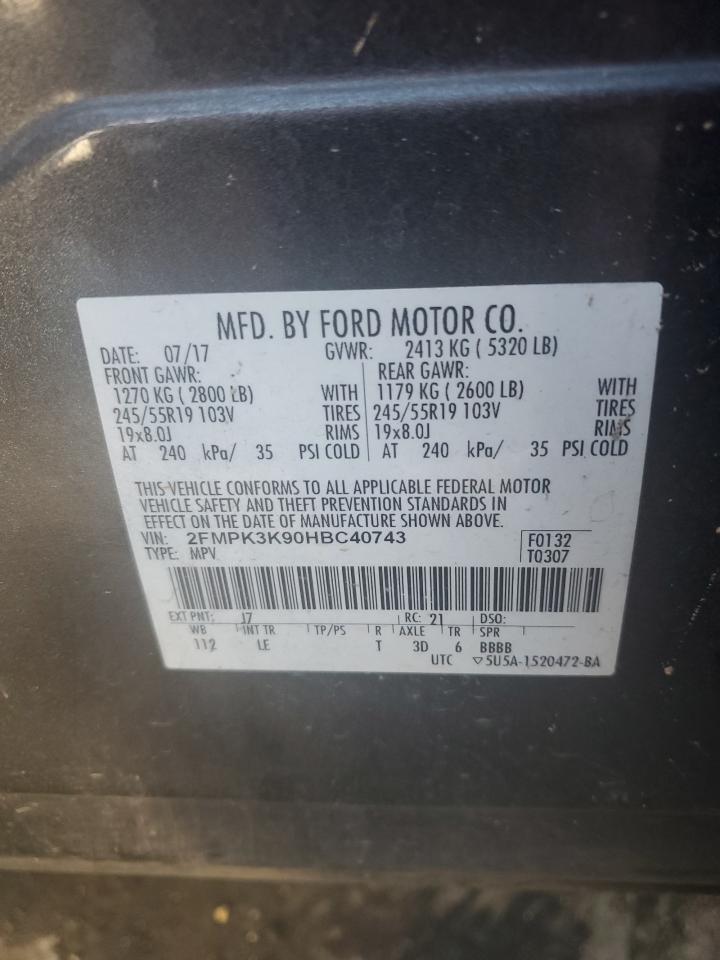 MFD. BY FORD MOTOR CO.
DATE: 07/17 GVWR: 2413 KG ( 5320 LB)
FRONT GAWR: REAR GAWR:
1270 KG ( 2800 LB) WITH 1179 KG ( 2600 LB) WITH
245/55R19 103V TIRES 245/55R19 103V TIRES
19x8.0J RIMS 19x8.0J RIMS
AT 240 kPa/ 35 PSI COLD AT 240 kPa/ 35 PSI COLD
THIS VEHICLE CONFORMS TO ALL APPLICABLE FEDERAL MOTOR
VEHICLE SAFETY AND THEFT PREVENTION STANDARDS IN
EFFECT ON THE DATE OF MANUFACTURE SHOWN ABOVE.
VIN: 2FMPK3K90HBC40743 F0132
TYPE: MPV T0307
EXT PNT: J7 RC: 21 DSO:
WB INT TR TP/PS R AXLE TR SPR
112 LE T 3D 6 BBBB
UTC ▽5U5A-1520472-BA